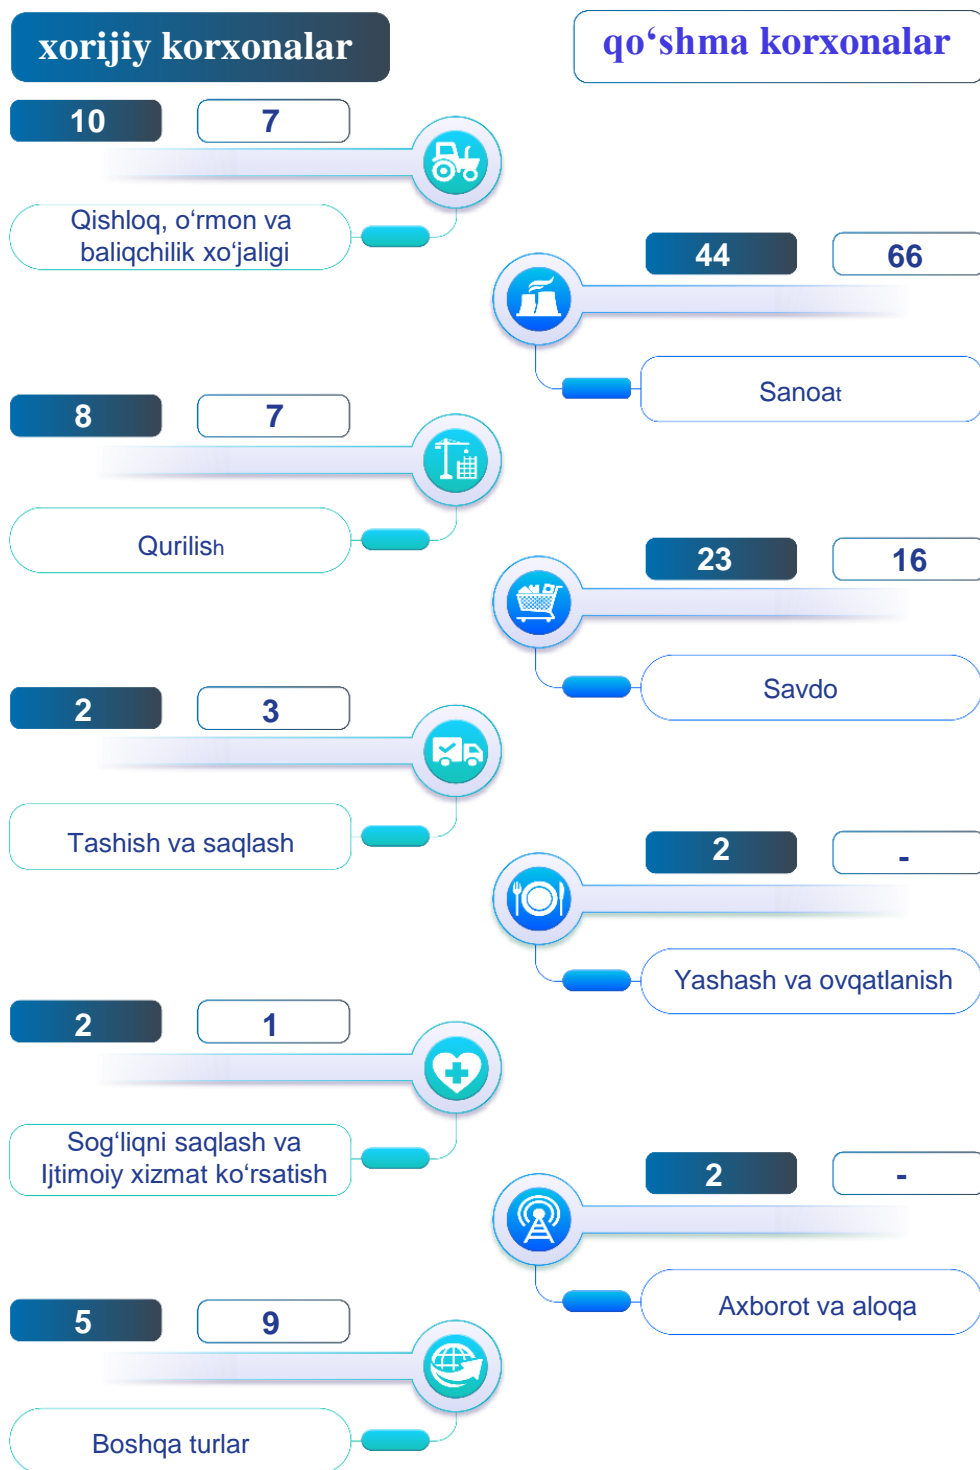 xorijiy korxonalar
qo‘shma korxonalar
10
7
Qishloq, o‘rmon va
baliqchilik xo‘jaligi
44
66
Sanoat
8
7
Qurilish
23
16
Savdo
2
3
Tashish va saqlash
2
-
Yashash va ovqatlanish
2
1
Sog‘liqni saqlash va
Ijtimoiy xizmat ko‘rsatish
2
-
Axborot va aloqa
5
9
Boshqa turlar